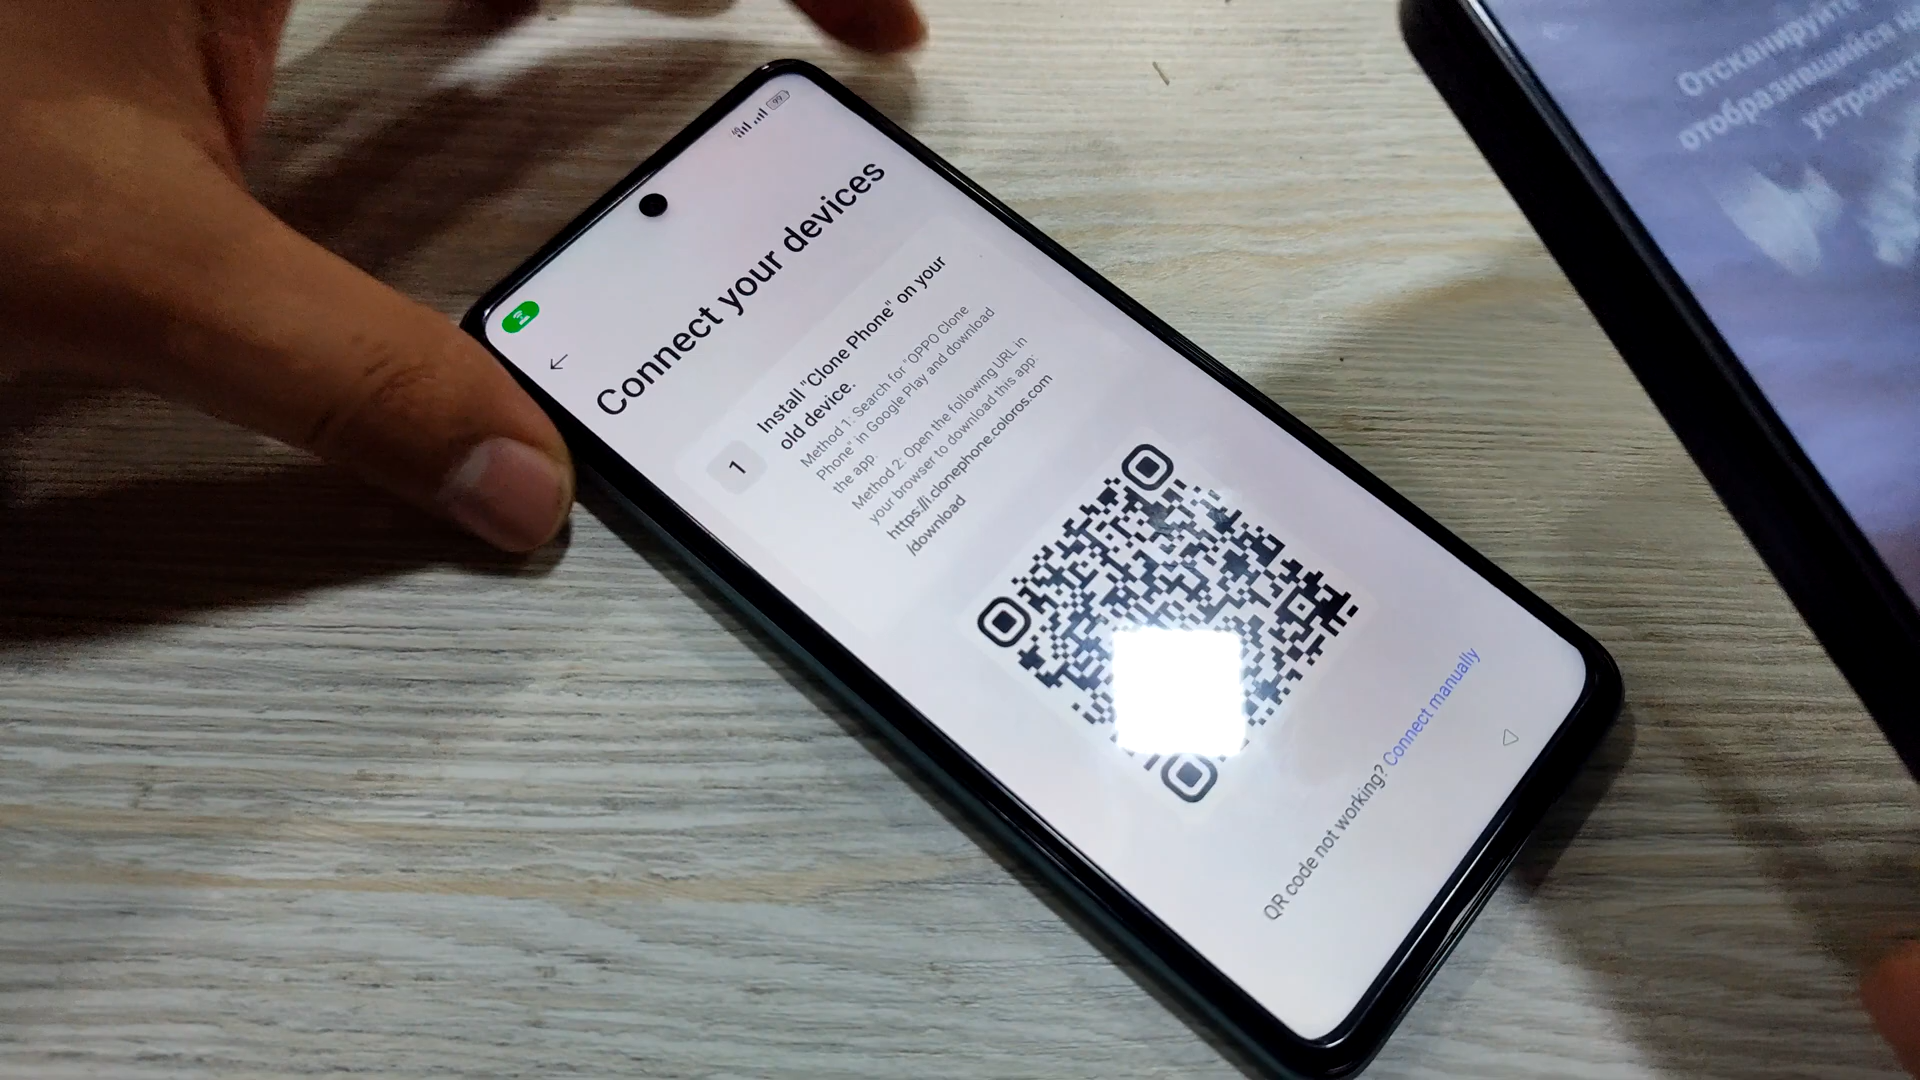 4G
99
Connect your devices
1
Install "Clone Phone" on your
old device.
Method 1: Search for "OPPO Clone
Phone" in Google Play and download
the app.
Method 2: Open the following URL in
your browser to download this app:
https://i.clonephone.coloros.com
/download
QR code not working? Connect manually
Отсканируйте
отобразившийся